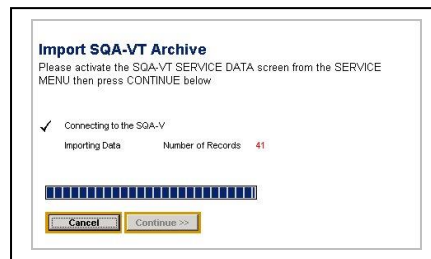 Import SQA-VT Archive
Please activate the SQA-VT SERVICE DATA screen from the SERVICE
MENU then press CONTINUE below
Connecting to the SQA-V
Importing Data Number of Records 41
Cancel Continue >>